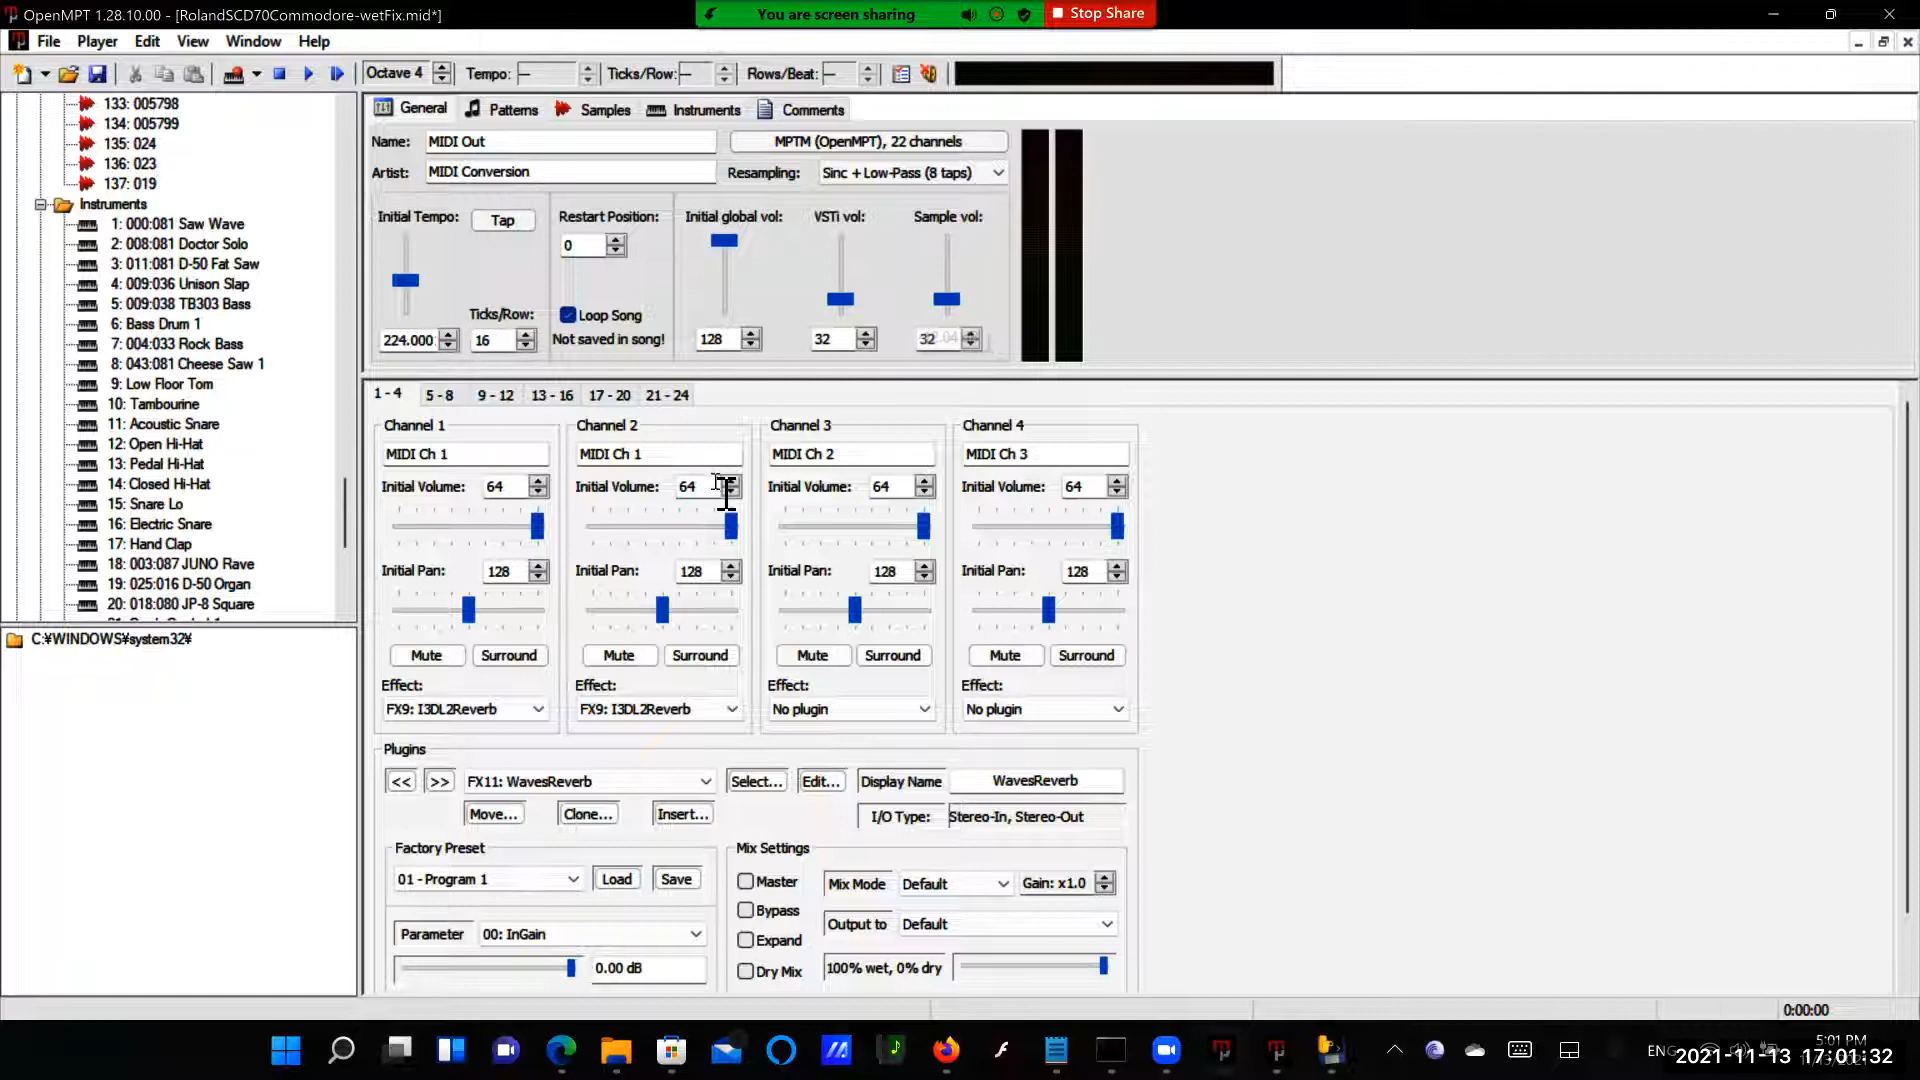 OpenMPT 1.28.10.00 - [RolandSCD70Commodore-wetFix.mid*]
You are screen sharing
Stop Share
File Player Edit View Window Help
Octave 4 Tempo: — Ticks/Row: — Rows/Beat: —
133: 005798
134: 005799
135: 024
136: 023
137: 019
Instruments
1: 000:081 Saw Wave
2: 008:081 Doctor Solo
3: 011:081 D-50 Fat Saw
4: 009:036 Unison Slap
5: 009:038 TB303 Bass
6: Bass Drum 1
7: 004:033 Rock Bass
8: 043:081 Cheese Saw 1
9: Low Floor Tom
10: Tambourine
11: Acoustic Snare
12: Open Hi-Hat
13: Pedal Hi-Hat
14: Closed Hi-Hat
15: Snare Lo
16: Electric Snare
17: Hand Clap
18: 003:087 JUNO Rave
19: 025:016 D-50 Organ
20: 018:080 JP-8 Square
C:¥WINDOWS¥system32¥
General Patterns Samples Instruments Comments
Name: MIDI Out MPTM (OpenMPT), 22 channels
Artist: MIDI Conversion Resampling: Sinc + Low-Pass (8 taps)
Initial Tempo: Tap Restart Position: Initial global vol: VSTi vol: Sample vol:
0
Ticks/Row: Loop Song
224.000 16 Not saved in song! 128 32 32
1 - 4 5 - 8 9 - 12 13 - 16 17 - 20 21 - 24
Channel 1 Channel 2 Channel 3 Channel 4
MIDI Ch 1 MIDI Ch 1 MIDI Ch 2 MIDI Ch 3
Initial Volume: 64 Initial Volume: 64 Initial Volume: 64 Initial Volume: 64
Initial Pan: 128 Initial Pan: 128 Initial Pan: 128 Initial Pan: 128
Mute Surround Mute Surround Mute Surround Mute Surround
Effect: Effect: Effect: Effect:
FX9: I3DL2Reverb FX9: I3DL2Reverb No plugin No plugin
Plugins
<< >> FX11: WavesReverb Select... Edit... Display Name WavesReverb
Move... Clone... Insert... I/O Type: Stereo-In, Stereo-Out
Factory Preset Mix Settings
01 - Program 1 Load Save Master Mix Mode Default Gain: x1.0
Bypass
Output to Default
Parameter 00: InGain Expand
0.00 dB Dry Mix 100% wet, 0% dry
0:00:00
ENG
5:01 PM
2021-11-13 17:01:32